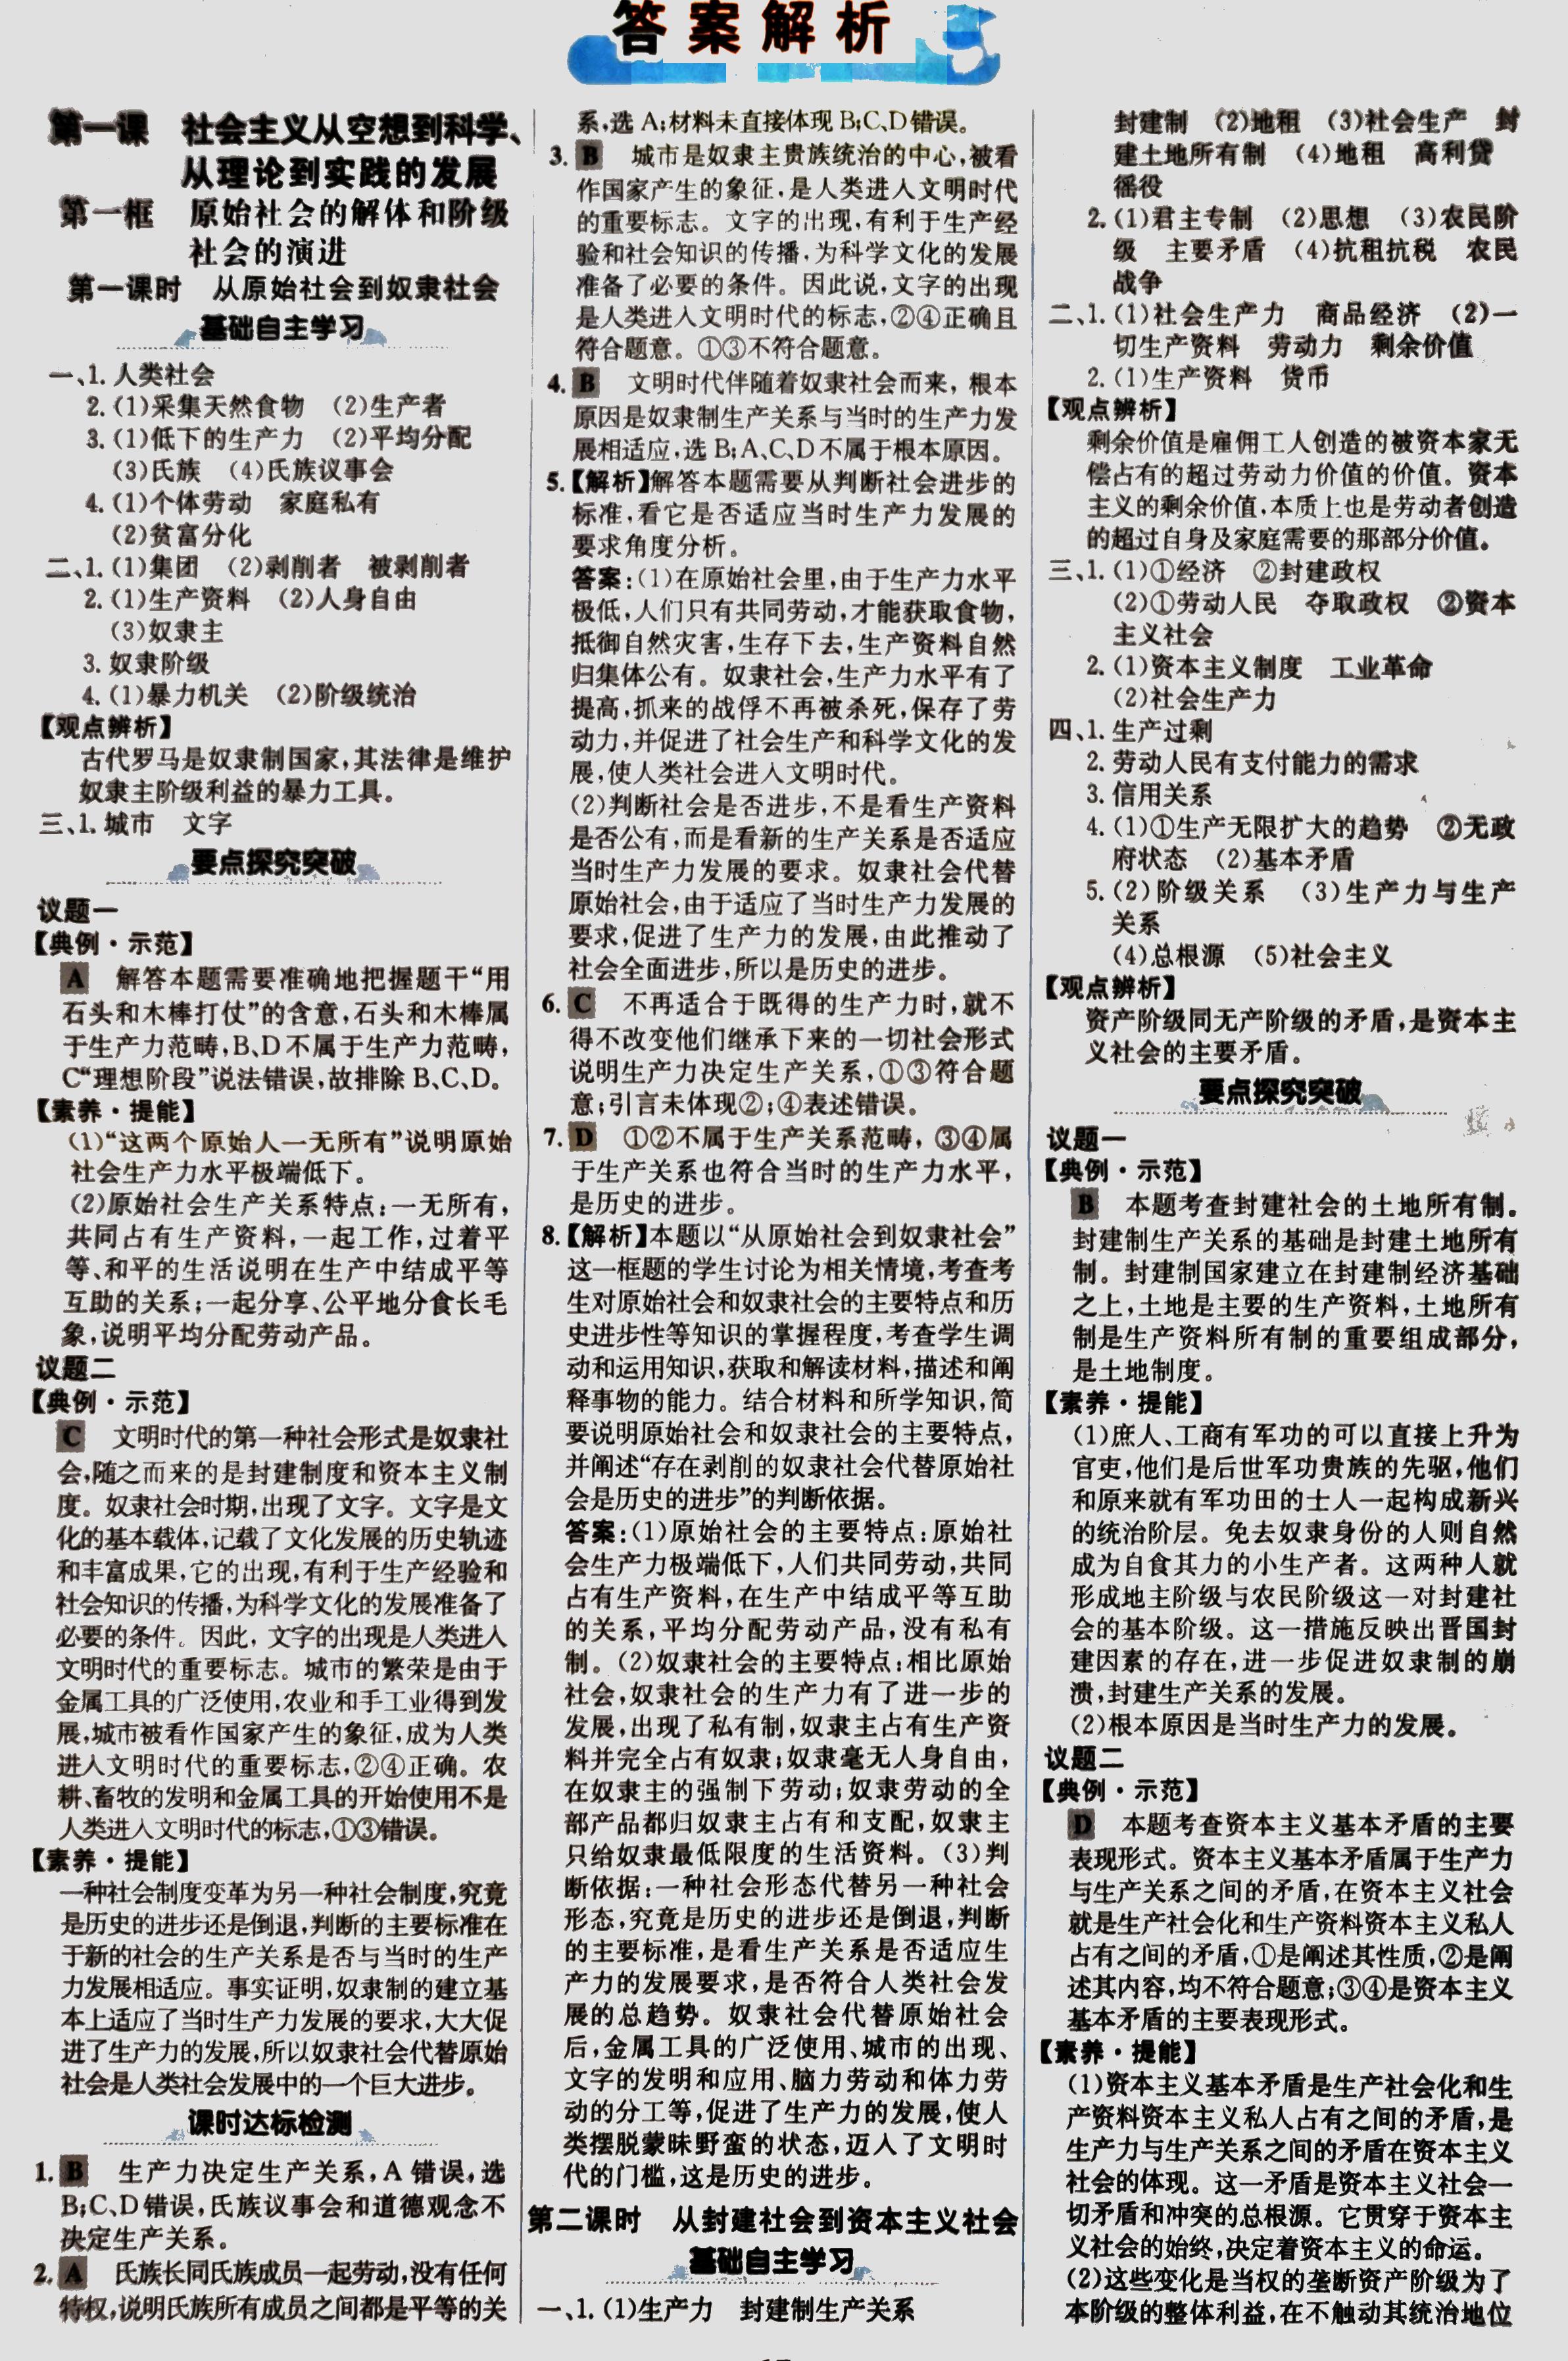 答案解析
第一课　社会主义从空想到科学、
从理论到实践的发展
第一框　原始社会的解体和阶级
社会的演进
第一课时　从原始社会到奴隶社会
基础自主学习
一、1. 人类社会
2. (1)采集天然食物　(2)生产者
3. (1)低下的生产力　(2)平均分配
(3)氏族　(4)氏族议事会
4. (1)个体劳动　家庭私有
(2)贫富分化
二、1. (1)集团　(2)剥削者　被剥削者
2. (1)生产资料　(2)人身自由
(3)奴隶主
3. 奴隶阶级
4. (1)暴力机关　(2)阶级统治
【观点辨析】
古代罗马是奴隶制国家,其法律是维护
奴隶主阶级利益的暴力工具。
三、1. 城市　文字
要点探究突破
议题一
【典例·示范】
A　解答本题需要准确地把握题干“用
石头和木棒打仗”的含意,石头和木棒属
于生产力范畴,B、D不属于生产力范畴,
C“理想阶段”说法错误,故排除 B、C、D。
【素养·提能】
(1)“这两个原始人一无所有”说明原始
社会生产力水平极端低下。
(2)原始社会生产关系特点:一无所有,
共同占有生产资料,一起工作,过着平
等、和平的生活说明在生产中结成平等
互助的关系;一起分享、公平地分食长毛
象,说明平均分配劳动产品。
议题二
【典例·示范】
C　文明时代的第一种社会形式是奴隶社
会,随之而来的是封建制度和资本主义制
度。奴隶社会时期,出现了文字。文字是文
化的基本载体,记载了文化发展的历史轨迹
和丰富成果,它的出现,有利于生产经验和
社会知识的传播,为科学文化的发展准备了
必要的条件。因此,文字的出现是人类进入
文明时代的重要标志。城市的繁荣是由于
金属工具的广泛使用,农业和手工业得到发
展,城市被看作国家产生的象征,成为人类
进入文明时代的重要标志,②④正确。农
耕、畜牧的发明和金属工具的开始使用不是
人类进入文明时代的标志,①③错误。
【素养·提能】
一种社会制度变革为另一种社会制度,究竟
是历史的进步还是倒退,判断的主要标准在
于新的社会的生产关系是否与当时的生产
力发展相适应。事实证明,奴隶制的建立基
本上适应了当时生产力发展的要求,大大促
进了生产力的发展,所以奴隶社会代替原始
社会是人类社会发展中的一个巨大进步。
课时达标检测
1. B　生产力决定生产关系,A 错误,选
B;C、D错误,氏族议事会和道德观念不
决定生产关系。
2. A　氏族长同氏族成员一起劳动,没有任何
特权,说明氏族所有成员之间都是平等的关
系,选 A;材料未直接体现 B;C、D错误。
3. B　城市是奴隶主贵族统治的中心,被看
作国家产生的象征,是人类进入文明时代
的重要标志。文字的出现,有利于生产经
验和社会知识的传播,为科学文化的发展
准备了必要的条件。因此说,文字的出现
是人类进入文明时代的标志,②④正确且
符合题意。①③不符合题意。
4. B　文明时代伴随着奴隶社会而来,根本
原因是奴隶制生产关系与当时的生产力发
展相适应,选 B;A、C、D不属于根本原因。
5. 【解析】解答本题需要从判断社会进步的
标准,看它是否适应当时生产力发展的
要求角度分析。
答案:(1)在原始社会里,由于生产力水平
极低,人们只有共同劳动,才能获取食物,
抵御自然灾害,生存下去,生产资料自然
归集体公有。奴隶社会,生产力水平有了
提高,抓来的战俘不再被杀死,保存了劳
动力,并促进了社会生产和科学文化的发
展,使人类社会进入文明时代。
(2)判断社会是否进步,不是看生产资料
是否公有,而是看新的生产关系是否适应
当时生产力发展的要求。奴隶社会代替
原始社会,由于适应了当时生产力发展的
要求,促进了生产力的发展,由此推动了
社会全面进步,所以是历史的进步。
6. C　不再适合于既得的生产力时,就不
得不改变他们继承下来的一切社会形式
说明生产力决定生产关系,①③符合题
意;引言未体现②;④表述错误。
7. D　①②不属于生产关系范畴,③④属
于生产关系也符合当时的生产力水平,
是历史的进步。
8. 【解析】本题以“从原始社会到奴隶社会”
这一框题的学生讨论为相关情境,考查考
生对原始社会和奴隶社会的主要特点和历
史进步性等知识的掌握程度,考查学生调
动和运用知识,获取和解读材料,描述和阐
释事物的能力。结合材料和所学知识,简
要说明原始社会和奴隶社会的主要特点,
并阐述“存在剥削的奴隶社会代替原始社
会是历史的进步”的判断依据。
答案:(1)原始社会的主要特点:原始社
会生产力极端低下,人们共同劳动,共同
占有生产资料,在生产中结成平等互助
的关系,平均分配劳动产品,没有私有
制。(2)奴隶社会的主要特点:相比原始
社会,奴隶社会的生产力有了进一步的
发展,出现了私有制,奴隶主占有生产资
料并完全占有奴隶;奴隶毫无人身自由,
在奴隶主的强制下劳动;奴隶劳动的全
部产品都归奴隶主占有和支配,奴隶主
只给奴隶最低限度的生活资料。(3)判
断依据:一种社会形态代替另一种社会
形态,究竟是历史的进步还是倒退,判断
的主要标准,是看生产关系是否适应生
产力的发展要求,是否符合人类社会发
展的总趋势。奴隶社会代替原始社会
后,金属工具的广泛使用、城市的出现、
文字的发明和应用、脑力劳动和体力劳
动的分工等,促进了生产力的发展,使人
类摆脱蒙昧野蛮的状态,迈入了文明时
代的门槛,这是历史的进步。
第二课时　从封建社会到资本主义社会
基础自主学习
一、1. (1)生产力　封建制生产关系
封建制　(2)地租　(3)社会生产　封
建土地所有制　(4)地租　高利贷
徭役
2. (1)君主专制　(2)思想　(3)农民阶
级　主要矛盾　(4)抗租抗税　农民
战争
二、1. (1)社会生产力　商品经济　(2)一
切生产资料　劳动力　剩余价值
2. (1)生产资料　货币
【观点辨析】
剩余价值是雇佣工人创造的被资本家无
偿占有的超过劳动力价值的价值。资本
主义的剩余价值,本质上也是劳动者创造
的超过自身及家庭需要的那部分价值。
三、1. (1)①经济　②封建政权
(2)①劳动人民　夺取政权　②资本
主义社会
2. (1)资本主义制度　工业革命
(2)社会生产力
四、1. 生产过剩
2. 劳动人民有支付能力的需求
3. 信用关系
4. (1)①生产无限扩大的趋势　②无政
府状态　(2)基本矛盾
5. (2)阶级关系　(3)生产力与生产
关系
(4)总根源　(5)社会主义
【观点辨析】
资产阶级同无产阶级的矛盾,是资本主
义社会的主要矛盾。
要点探究突破
议题一
【典例·示范】
B　本题考查封建社会的土地所有制。
封建制生产关系的基础是封建土地所有
制。封建制国家建立在封建制经济基础
之上,土地是主要的生产资料,土地所有
制是生产资料所有制的重要组成部分,
是土地制度。
【素养·提能】
(1)庶人、工商有军功的可以直接上升为
官吏,他们是后世军功贵族的先驱,他们
和原来就有军功田的士人一起构成新兴
的统治阶层。免去奴隶身份的人则自然
成为自食其力的小生产者。这两种人就
形成地主阶级与农民阶级这一对封建社
会的基本阶级。这一措施反映出晋国封
建因素的存在,进一步促进奴隶制的崩
溃,封建生产关系的发展。
(2)根本原因是当时生产力的发展。
议题二
【典例·示范】
D　本题考查资本主义基本矛盾的主要
表现形式。资本主义基本矛盾属于生产力
与生产关系之间的矛盾,在资本主义社会
就是生产社会化和生产资料资本主义私人
占有之间的矛盾,①是阐述其性质,②是阐
述其内容,均不符合题意;③④是资本主义
基本矛盾的主要表现形式。
【素养·提能】
(1)资本主义基本矛盾是生产社会化和生
产资料资本主义私人占有之间的矛盾,是
生产力与生产关系之间的矛盾在资本主义
社会的体现。这一矛盾是资本主义社会一
切矛盾和冲突的总根源。它贯穿于资本主
义社会的始终,决定着资本主义的命运。
(2)这些变化是当权的垄断资产阶级为了
本阶级的整体利益,在不触动其统治地位